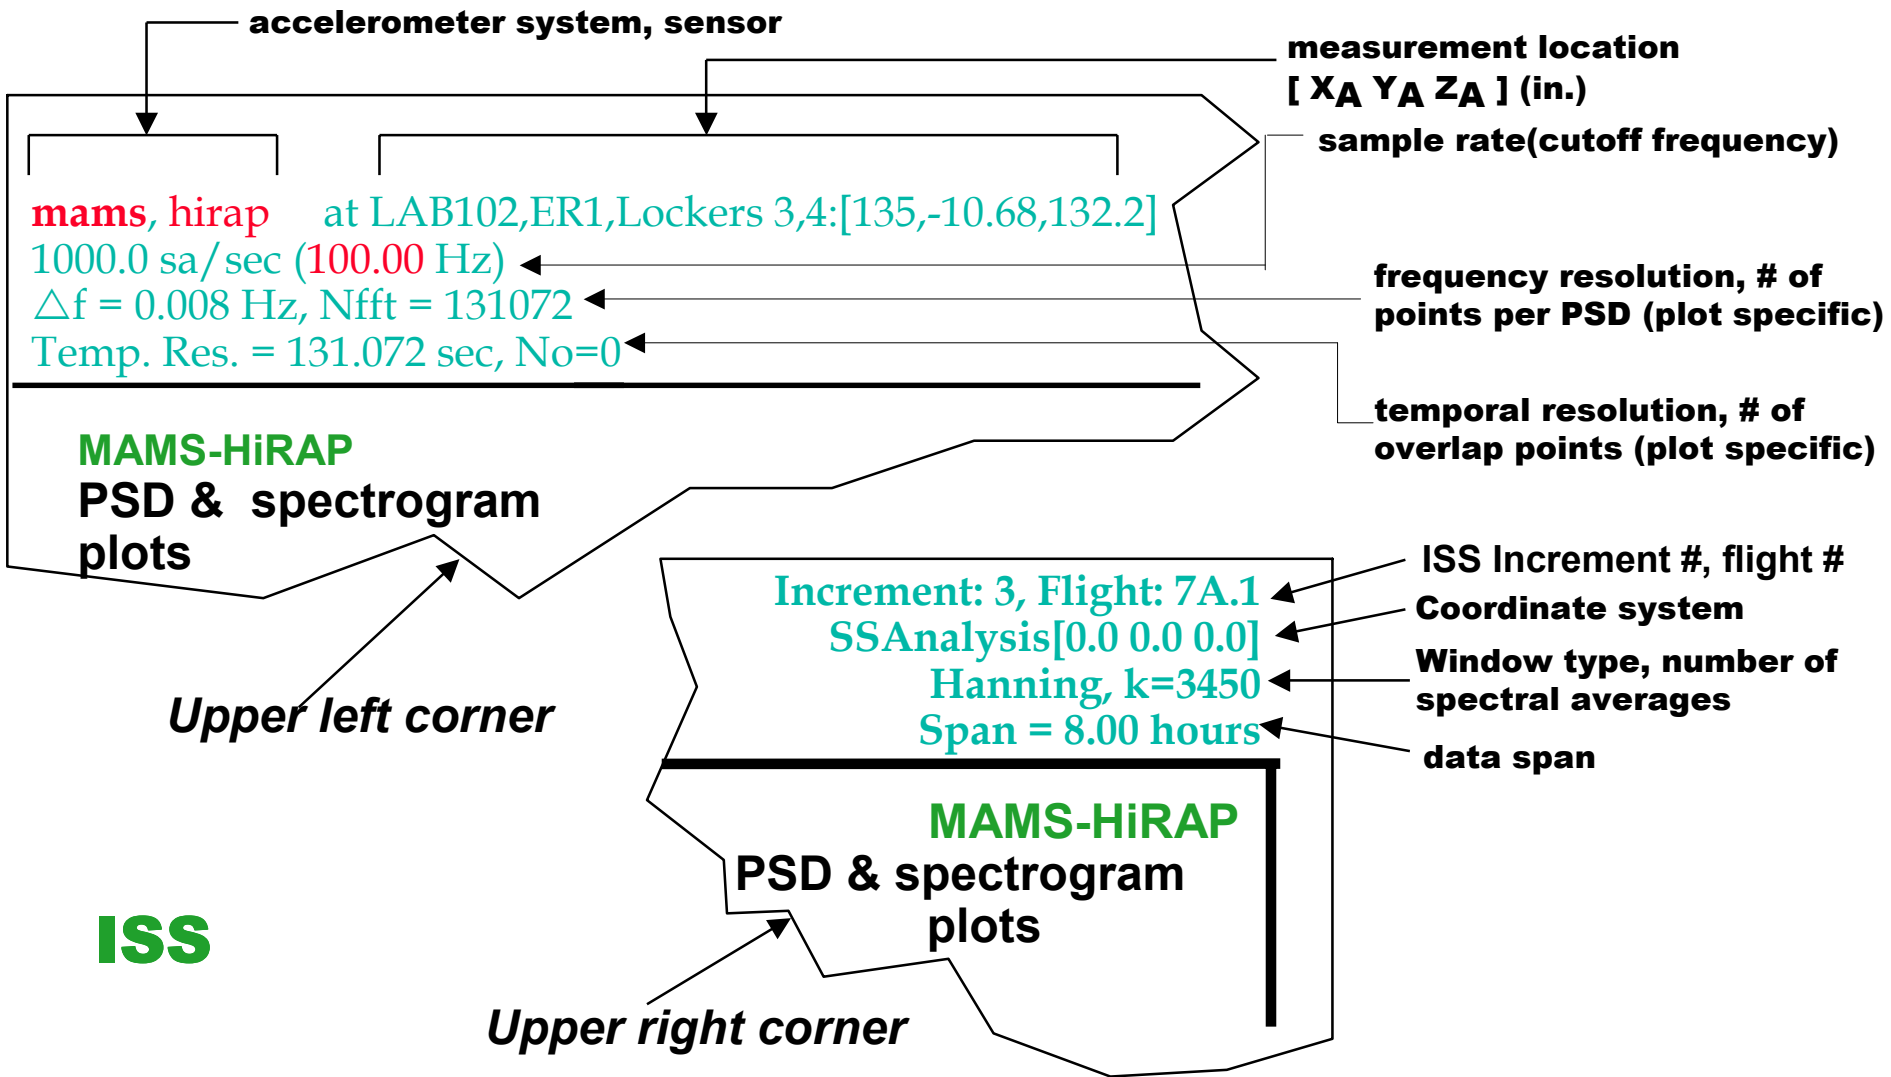 accelerometer system, sensor
measurement location
[ XA YA ZA ] (in.)
sample rate(cutoff frequency)
mams, hirap at LAB102,ER1,Lockers 3,4:[135,-10.68,132.2]
1000.0 sa/sec (100.00 Hz)
△f = 0.008 Hz, Nfft = 131072
Temp. Res. = 131.072 sec, No=0
frequency resolution, # of
points per PSD (plot specific)
temporal resolution, # of
overlap points (plot specific)
MAMS-HiRAP
PSD & spectrogram
plots
Upper left corner
Increment: 3, Flight: 7A.1
SSAnalysis[0.0 0.0 0.0]
Hanning, k=3450
Span = 8.00 hours
ISS Increment #, flight #
Coordinate system
Window type, number of
spectral averages
data span
MAMS-HiRAP
PSD & spectrogram
plots
Upper right corner
ISS